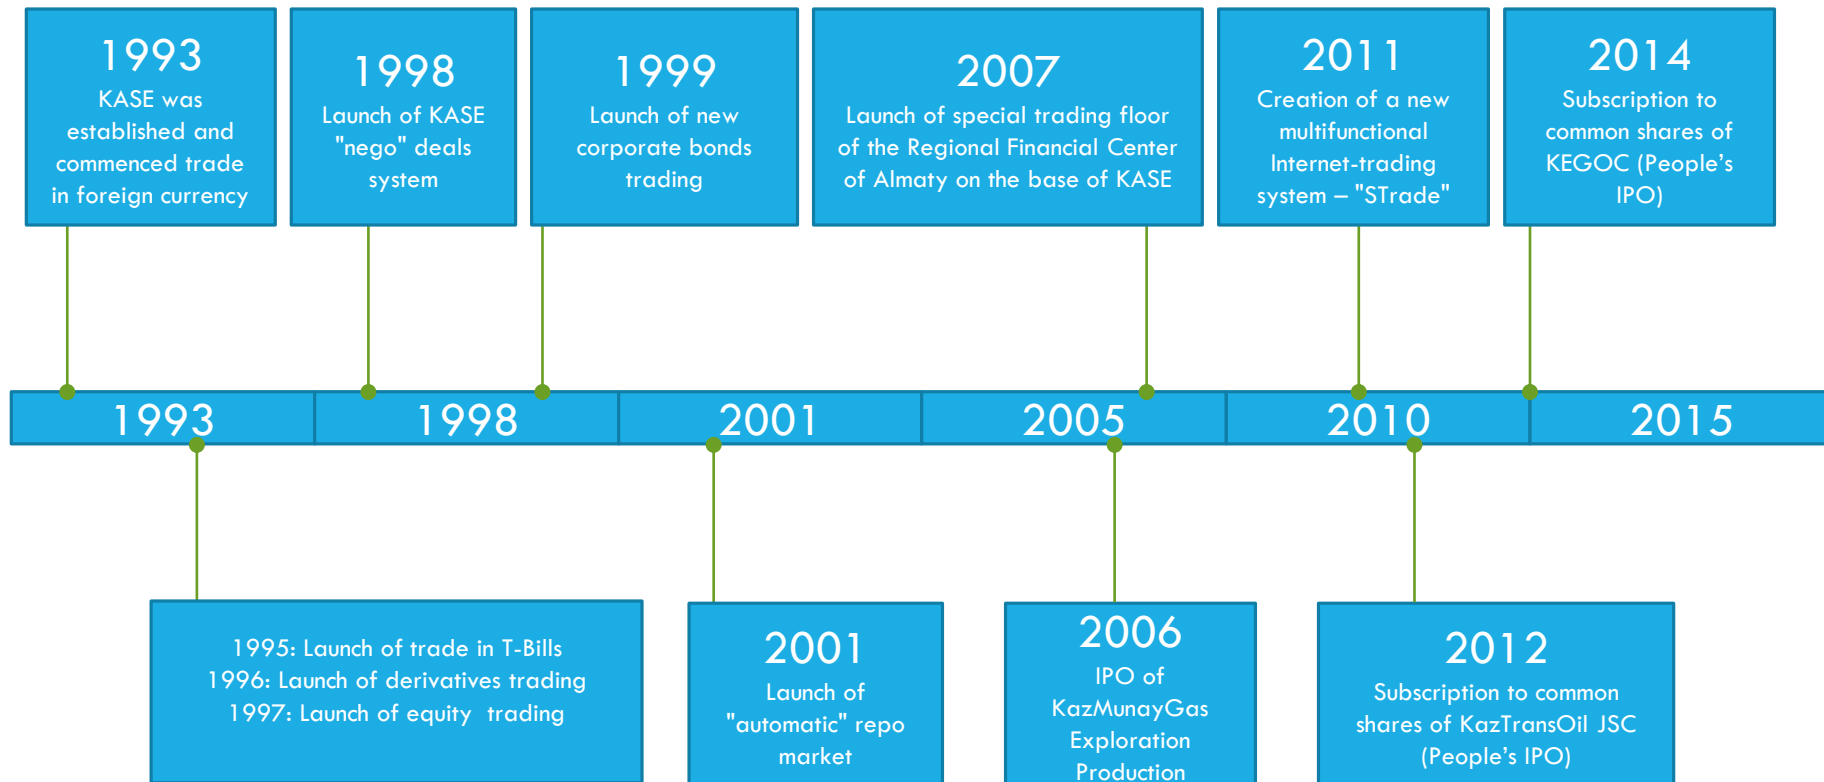 1993
KASE was
established and
commenced trade
in foreign currency
1998
Launch of KASE
"nego" deals
system
1999
Launch of new
corporate bonds
trading
2007
Launch of special trading floor
of the Regional Financial Center
of Almaty on the base of KASE
2011
Creation of a new
multifunctional
Internet-trading
system – "STrade"
2014
Subscription to
common shares of
KEGOC (People’s
IPO)
1993
1998
2001
2005
2010
2015
1995: Launch of trade in T-Bills
1996: Launch of derivatives trading
1997: Launch of equity trading
2001
Launch of
"automatic" repo
market
2006
IPO of
KazMunayGas
Exploration
Production
2012
Subscription to common
shares of KazTransOil JSC
(People’s IPO)